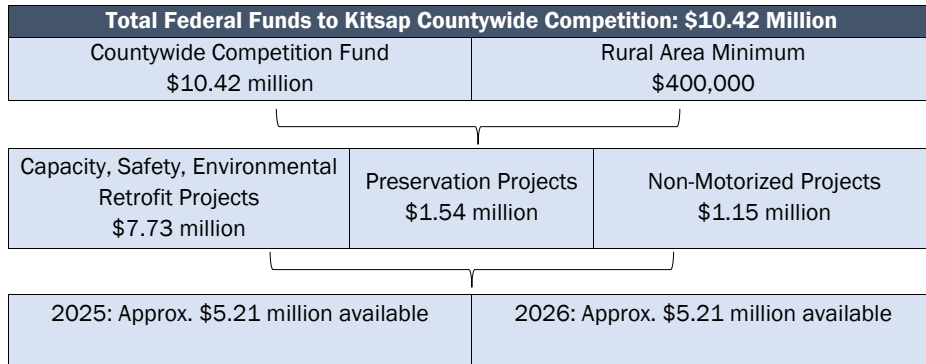 Total Federal Funds to Kitsap Countywide Competition: $10.42 Million
Countywide Competition Fund
$10.42 million
Rural Area Minimum
$400,000
Capacity, Safety, Environmental
Retrofit Projects
$7.73 million
Preservation Projects
$1.54 million
Non-Motorized Projects
$1.15 million
2025: Approx. $5.21 million available
2026: Approx. $5.21 million available